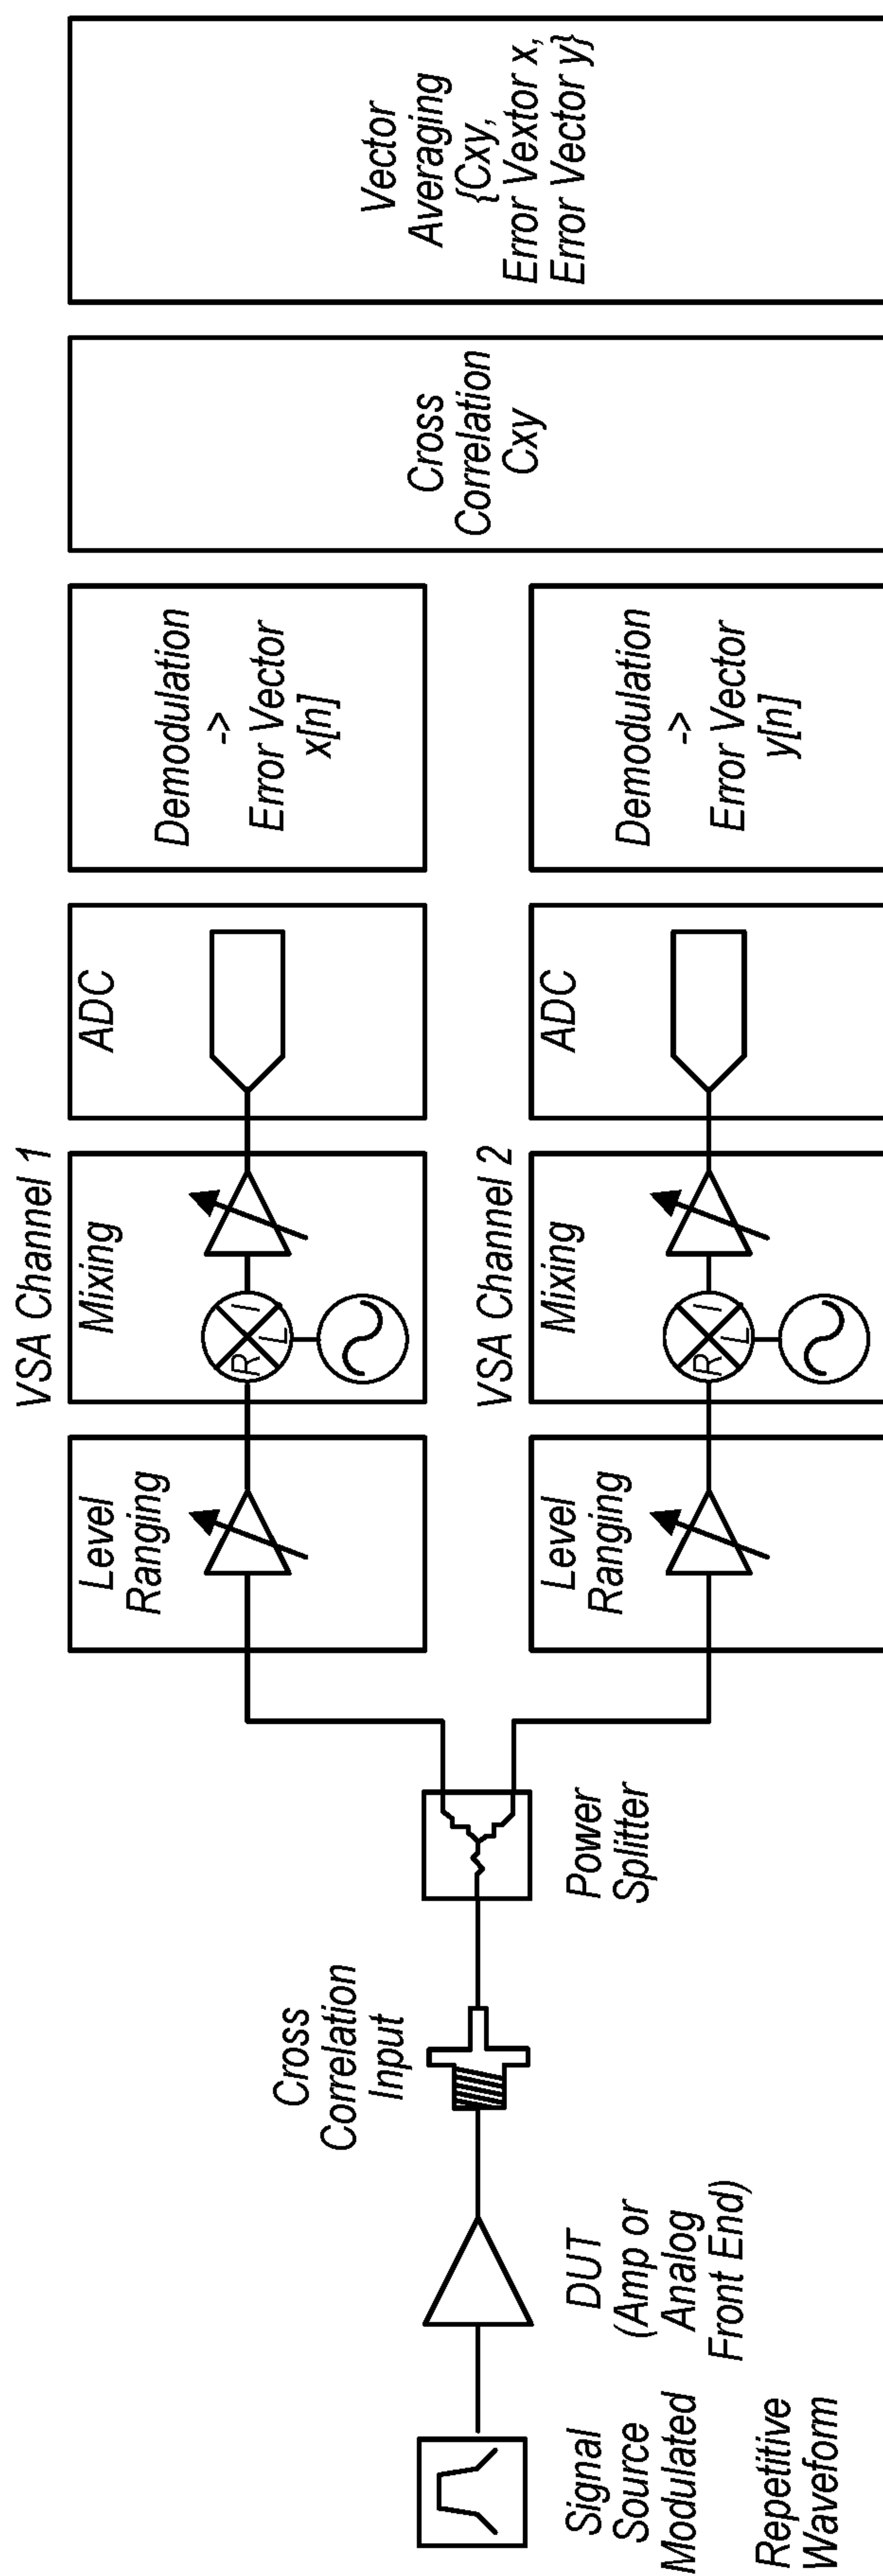 Signal
Source
Modulated
Repetitive
Waveform
DUT
(Amp or
Analog
Front End)
Cross
Correlation
Input
Power
Splitter
VSA Channel 1
Level
Ranging
Mixing
R
L
I
ADC
Demodulation
->
Error Vector
x[n]
VSA Channel 2
Level
Ranging
Mixing
R
L
I
ADC
Demodulation
->
Error Vector
y[n]
Cross
Correlation
Cxy
Vector
Averaging
{Cxy,
Error Vextor x,
Error Vector y}